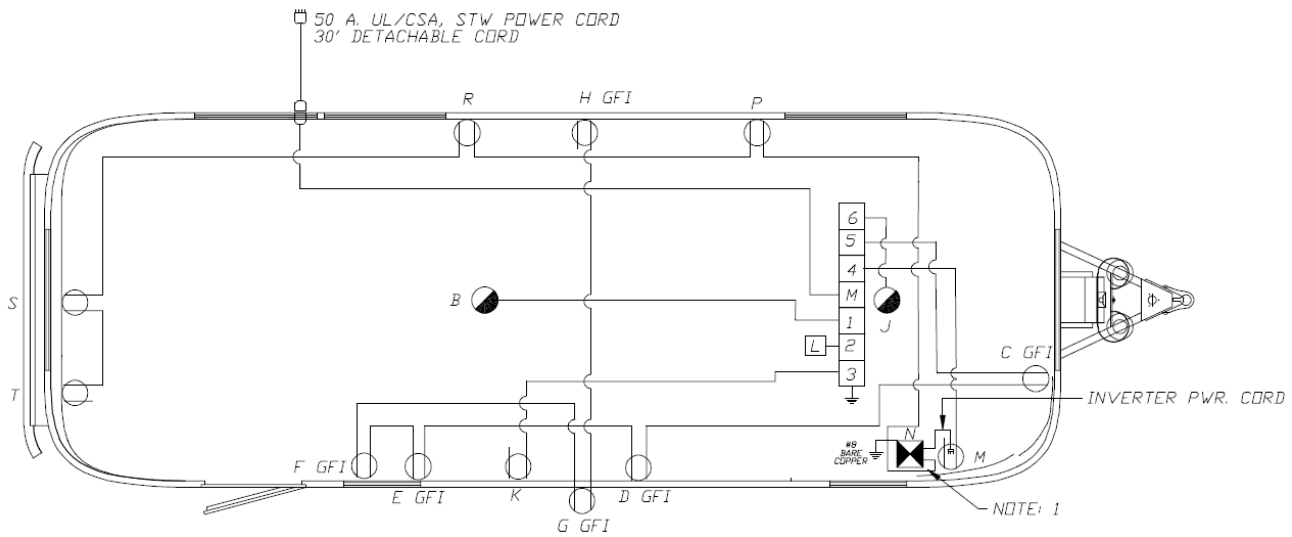 50 A. UL/CSA, STW POWER CORD
30' DETACHABLE CORD
R
H GFI
P
6
5
4
M
1
2
3
B
J
L
S
T
C GFI
INVERTER PWR. CORD
N
#8
BARE
COPPER
M
F GFI
E GFI
K
D GFI
G GFI
NOTE: 1